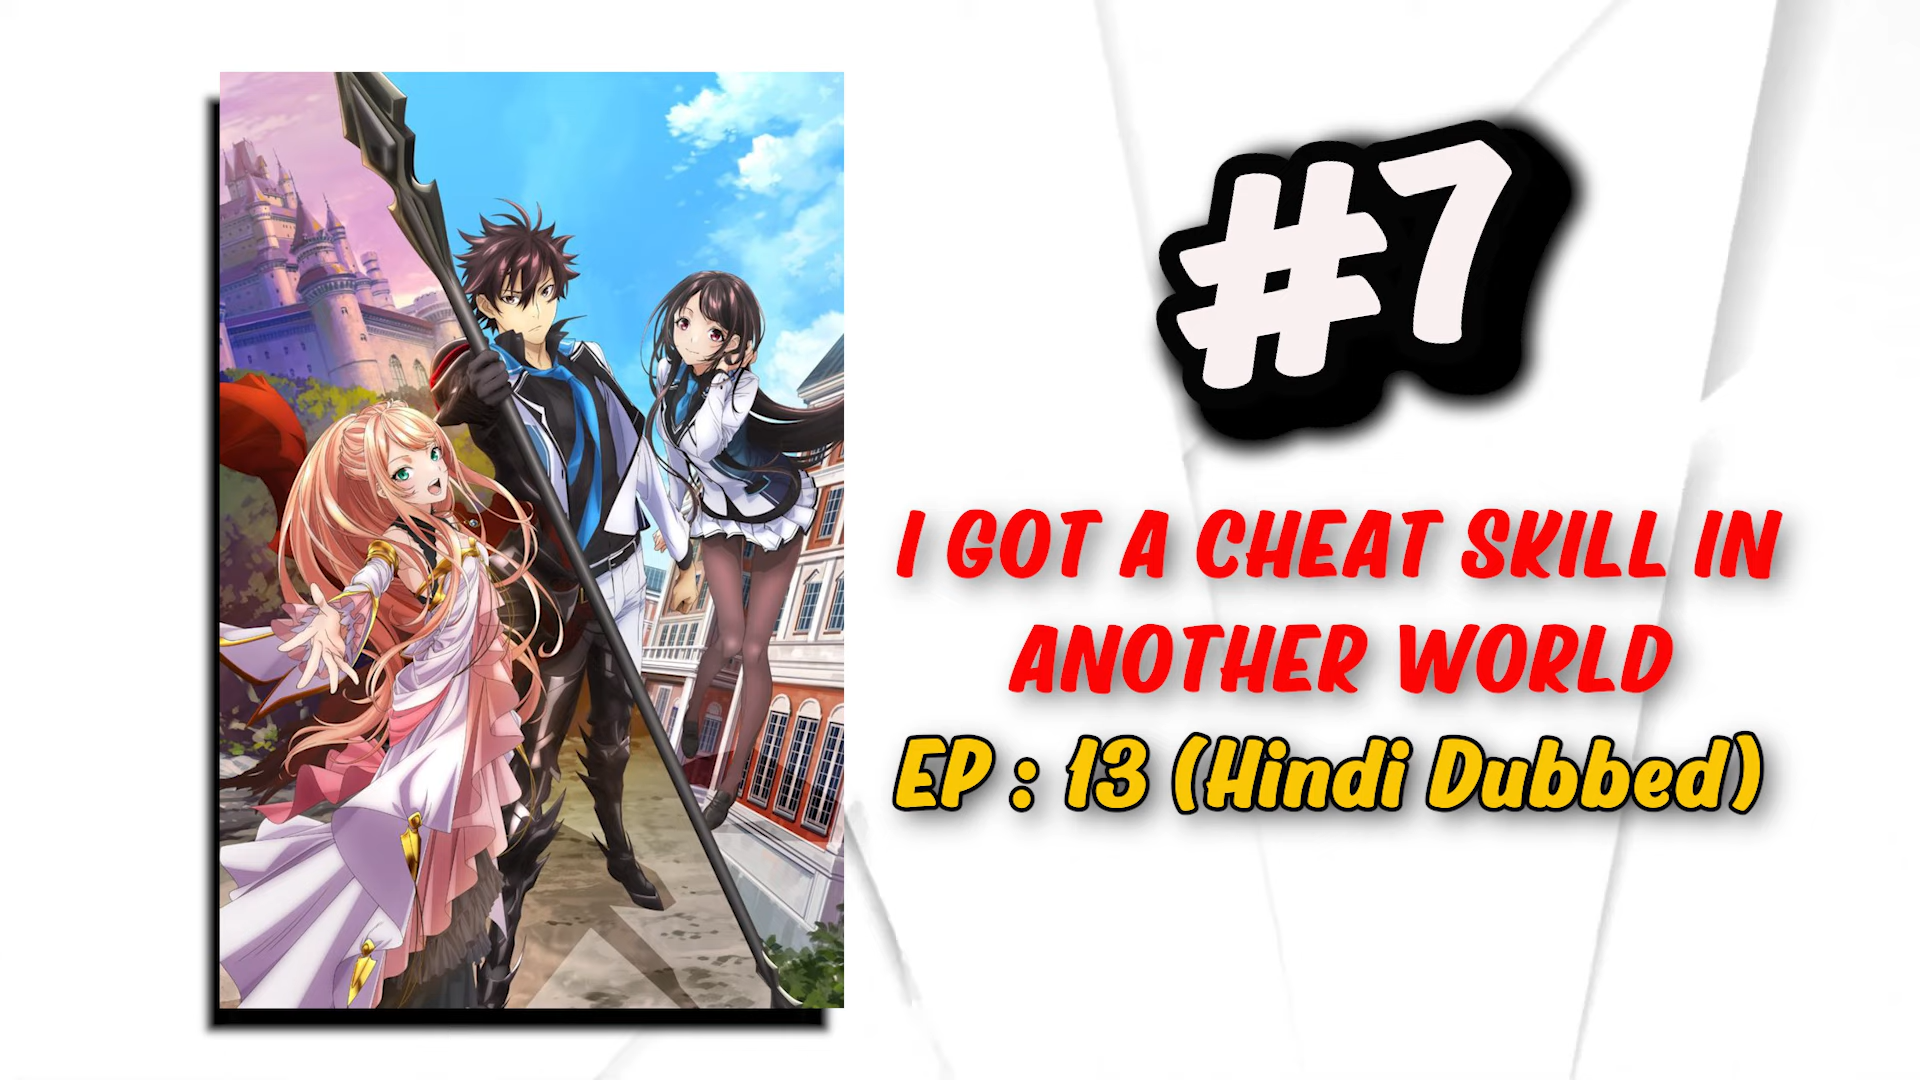 #7
I GOT A CHEAT SKILL IN
ANOTHER WORLD
EP : 13 (Hindi Dubbed)